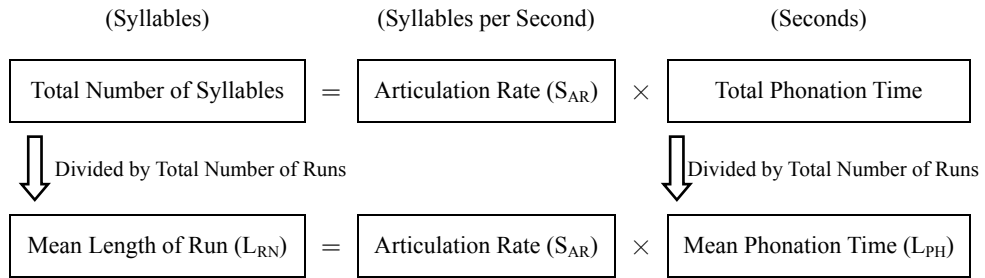 (Syllables) (Syllables per Second) (Seconds)
Total Number of Syllables = Articulation Rate (S_AR) × Total Phonation Time
Divided by Total Number of Runs Divided by Total Number of Runs
Mean Length of Run (L_RN) = Articulation Rate (S_AR) × Mean Phonation Time (L_PH)